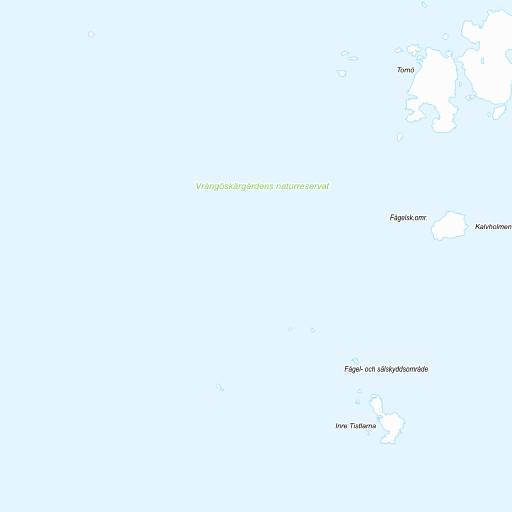 Tornö
Vrångöskärgårdens naturreservat
Fågelsk.omr.
Kalvholmen
Fågel- och sälskyddsområde
Inre Tistlarna